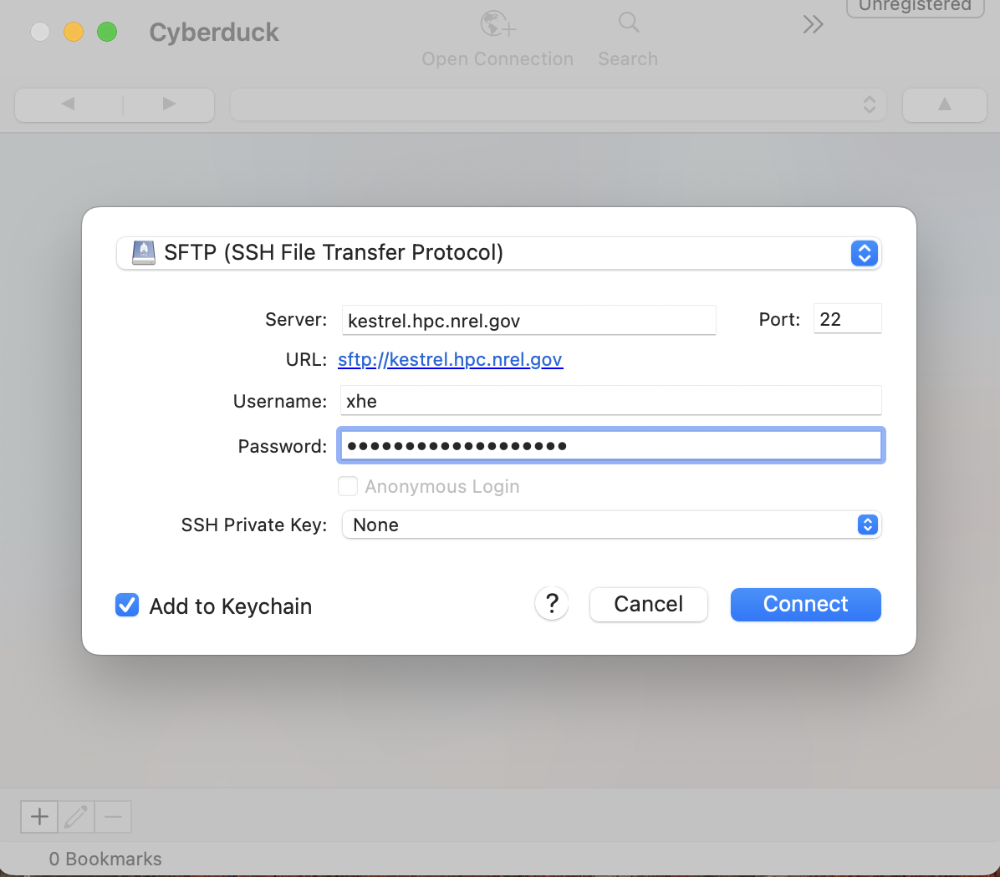 Unregistered
Cyberduck
Open Connection
Search
SFTP (SSH File Transfer Protocol)
Server: kestrel.hpc.nrel.gov Port: 22
URL: sftp://kestrel.hpc.nrel.gov
Username: xhe
Password: •••••••••••••••••••
Anonymous Login
SSH Private Key: None
Add to Keychain ? Cancel Connect
0 Bookmarks